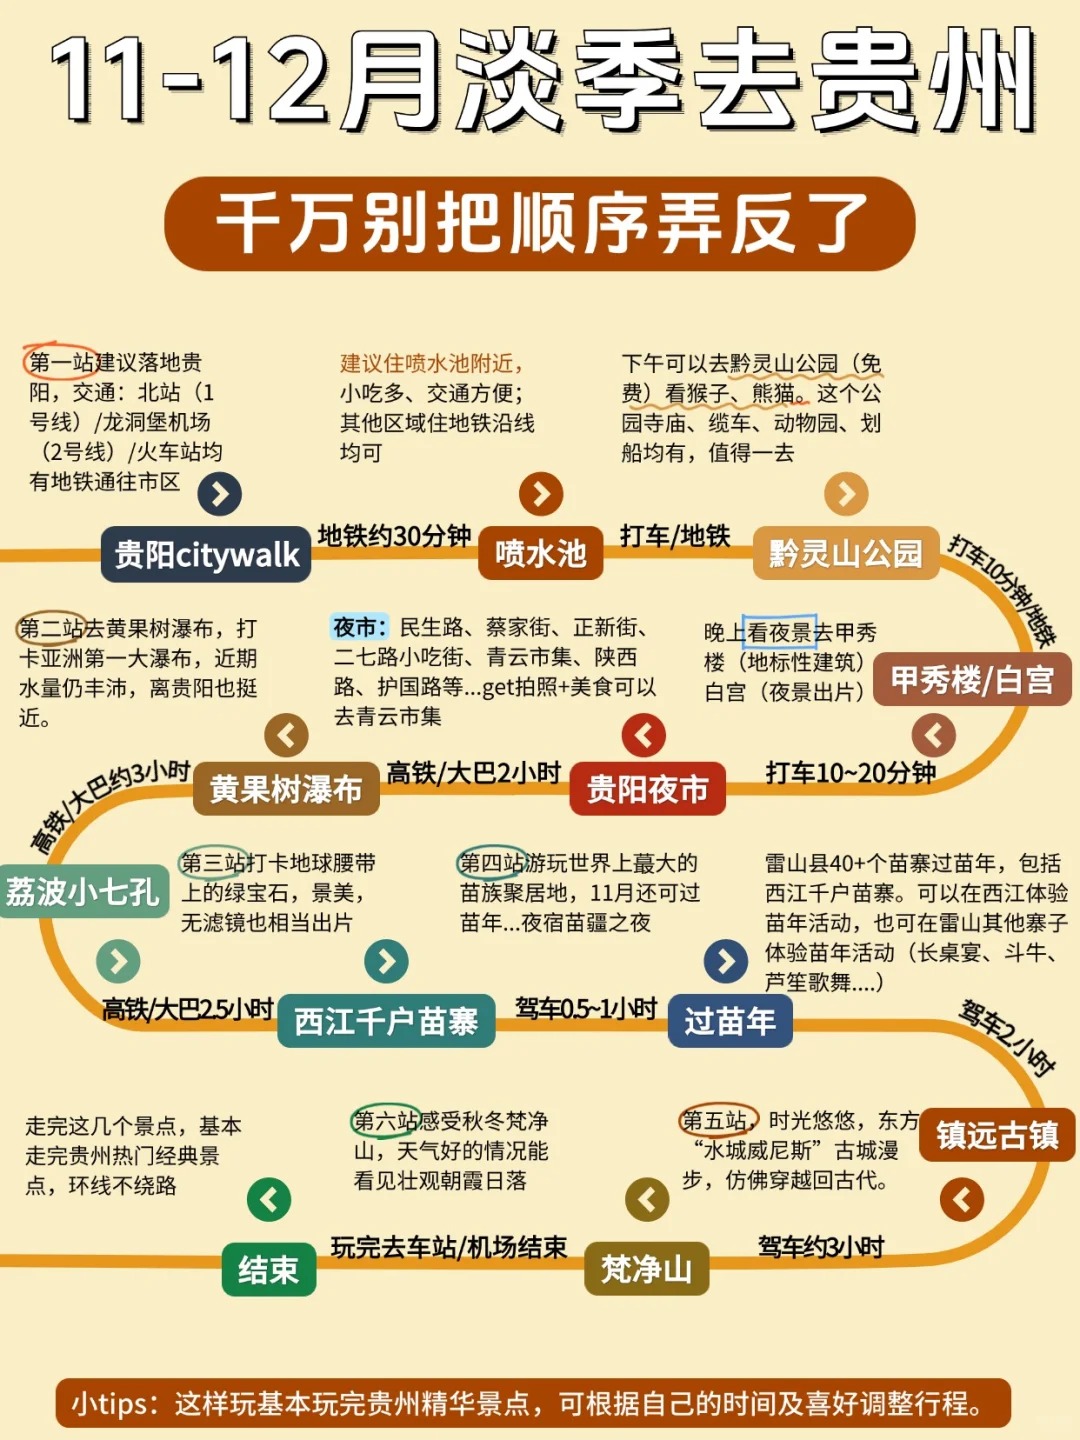 11-12月淡季去贵州
千万别把顺序弄反了
第一站建议落地贵
阳，交通：北站（1
号线）/龙洞堡机场
（2号线）/火车站均
有地铁通往市区
建议住喷水池附近，
小吃多、交通方便；
其他区域住地铁沿线
均可
下午可以去黔灵山公园（免
费）看猴子、熊猫。这个公
园寺庙、缆车、动物园、划
船均有，值得一去
贵阳citywalk
地铁约30分钟
喷水池
打车/地铁
黔灵山公园
打车10分钟/地铁
第二站去黄果树瀑布，打
卡亚洲第一大瀑布，近期
水量仍丰沛，离贵阳也挺
近。
夜市：民生路、蔡家街、正新街、
二七路小吃街、青云市集、陕西
路、护国路等...get拍照+美食可以
去青云市集
晚上看夜景去甲秀
楼（地标性建筑）
白宫（夜景出片）
甲秀楼/白宫
打车10~20分钟
贵阳夜市
高铁/大巴2小时
黄果树瀑布
高铁/大巴约3小时
荔波小七孔
第三站打卡地球腰带
上的绿宝石，景美，
无滤镜也相当出片
第四站游玩世界上蕞大的
苗族聚居地，11月还可过
苗年...夜宿苗疆之夜
雷山县40+个苗寨过苗年，包括
西江千户苗寨。可以在西江体验
苗年活动，也可在雷山其他寨子
体验苗年活动（长桌宴、斗牛、
芦笙歌舞....）
高铁/大巴2.5小时
西江千户苗寨
驾车0.5~1小时
过苗年
驾车2小时
走完这几个景点，基本
走完贵州热门经典景
点，环线不绕路
第六站感受秋冬梵净
山，天气好的情况能
看见壮观朝霞日落
第五站，时光悠悠，东方
“水城威尼斯”古城漫
步，仿佛穿越回古代。
镇远古镇
驾车约3小时
梵净山
玩完去车站/机场结束
结束
小tips：这样玩基本玩完贵州精华景点，可根据自己的时间及喜好调整行程。